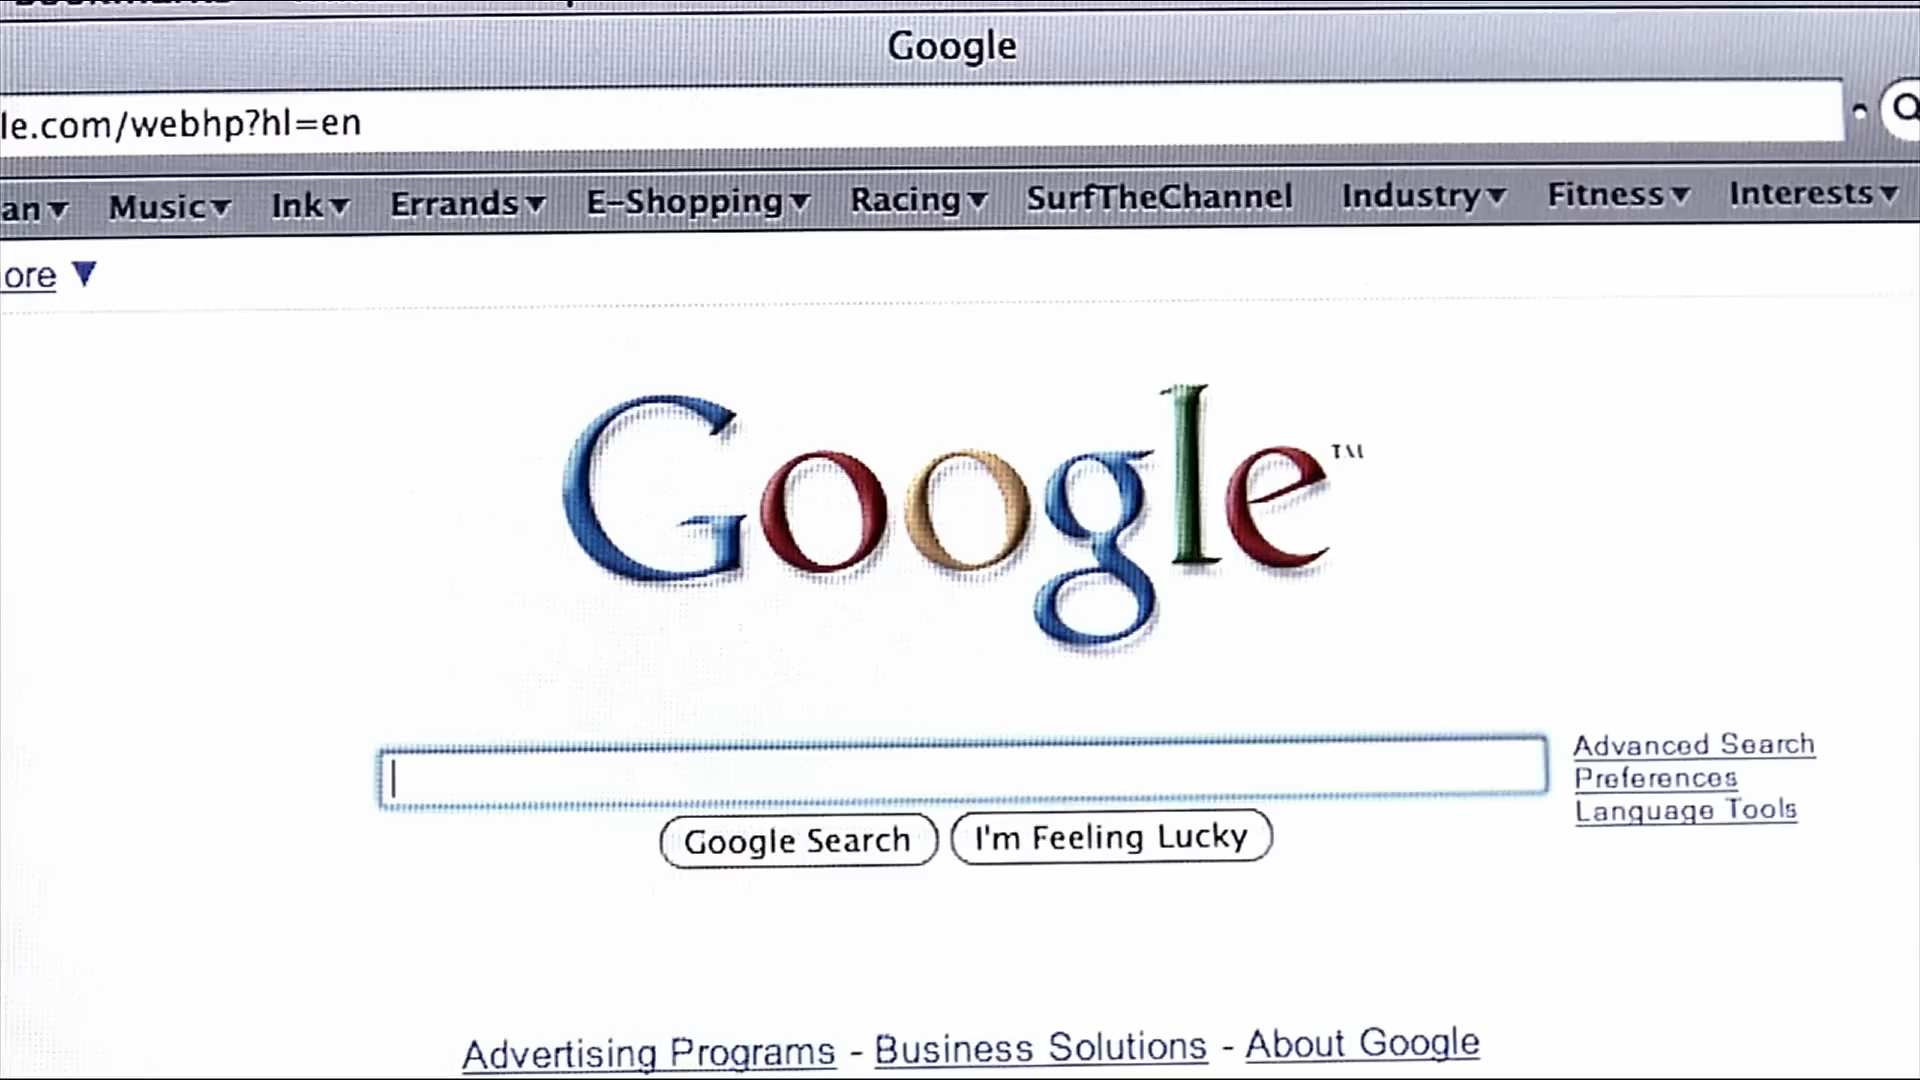 Google
le.com/webhp?hl=en
an▼ Music▼ Ink▼ Errands▼ E-Shopping▼ Racing▼ SurfTheChannel Industry▼ Fitness▼ Interests▼
ore ▼
Google™
Advanced Search
Preferences
Language Tools
Google Search I'm Feeling Lucky
Advertising Programs - Business Solutions - About Google